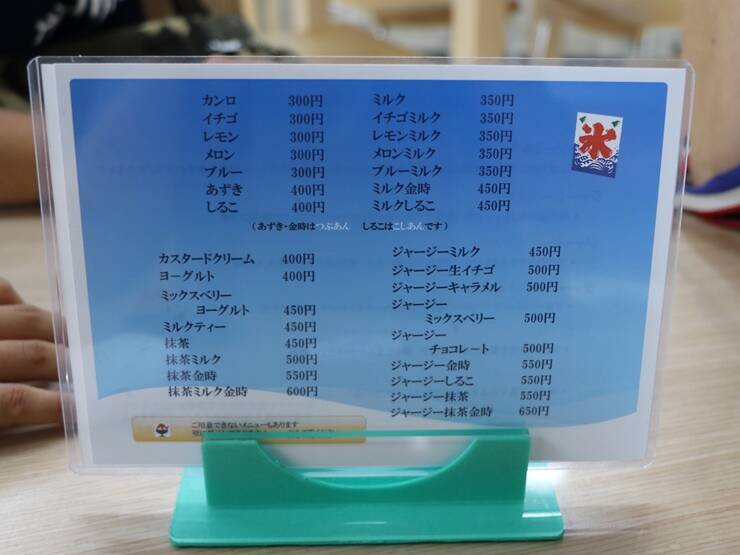 カンロ 300円
イチゴ 300円
レモン 300円
メロン 300円
ブルー 300円
あずき 400円
しるこ 400円
ミルク 350円
イチゴミルク 350円
レモンミルク 350円
メロンミルク 350円
ブルーミルク 350円
ミルク金時 450円
ミルクしるこ 450円
氷
(あずき・金時はつぶあん しるこはこしあんです)
カスタードクリーム 400円
ヨーグルト 400円
ミックスベリー
ヨーグルト 450円
ミルクティー 450円
抹茶 450円
抹茶ミルク 500円
抹茶金時 550円
抹茶ミルク金時 600円
ジャージーミルク 450円
ジャージー生イチゴ 500円
ジャージーキャラメル 500円
ジャージー
ミックスベリー 500円
ジャージー
チョコレート 500円
ジャージー金時 550円
ジャージーしるこ 550円
ジャージー抹茶 550円
ジャージー抹茶金時 650円
ご用意できないメニューもあります